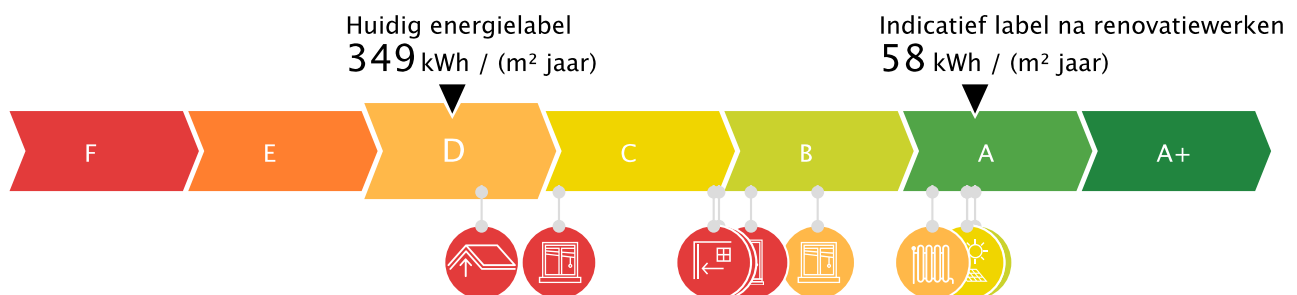 Huidig energielabel
349 kWh / (m² jaar)
Indicatief label na renovatiewerken
58 kWh / (m² jaar)
F
E
D
C
B
A
A+